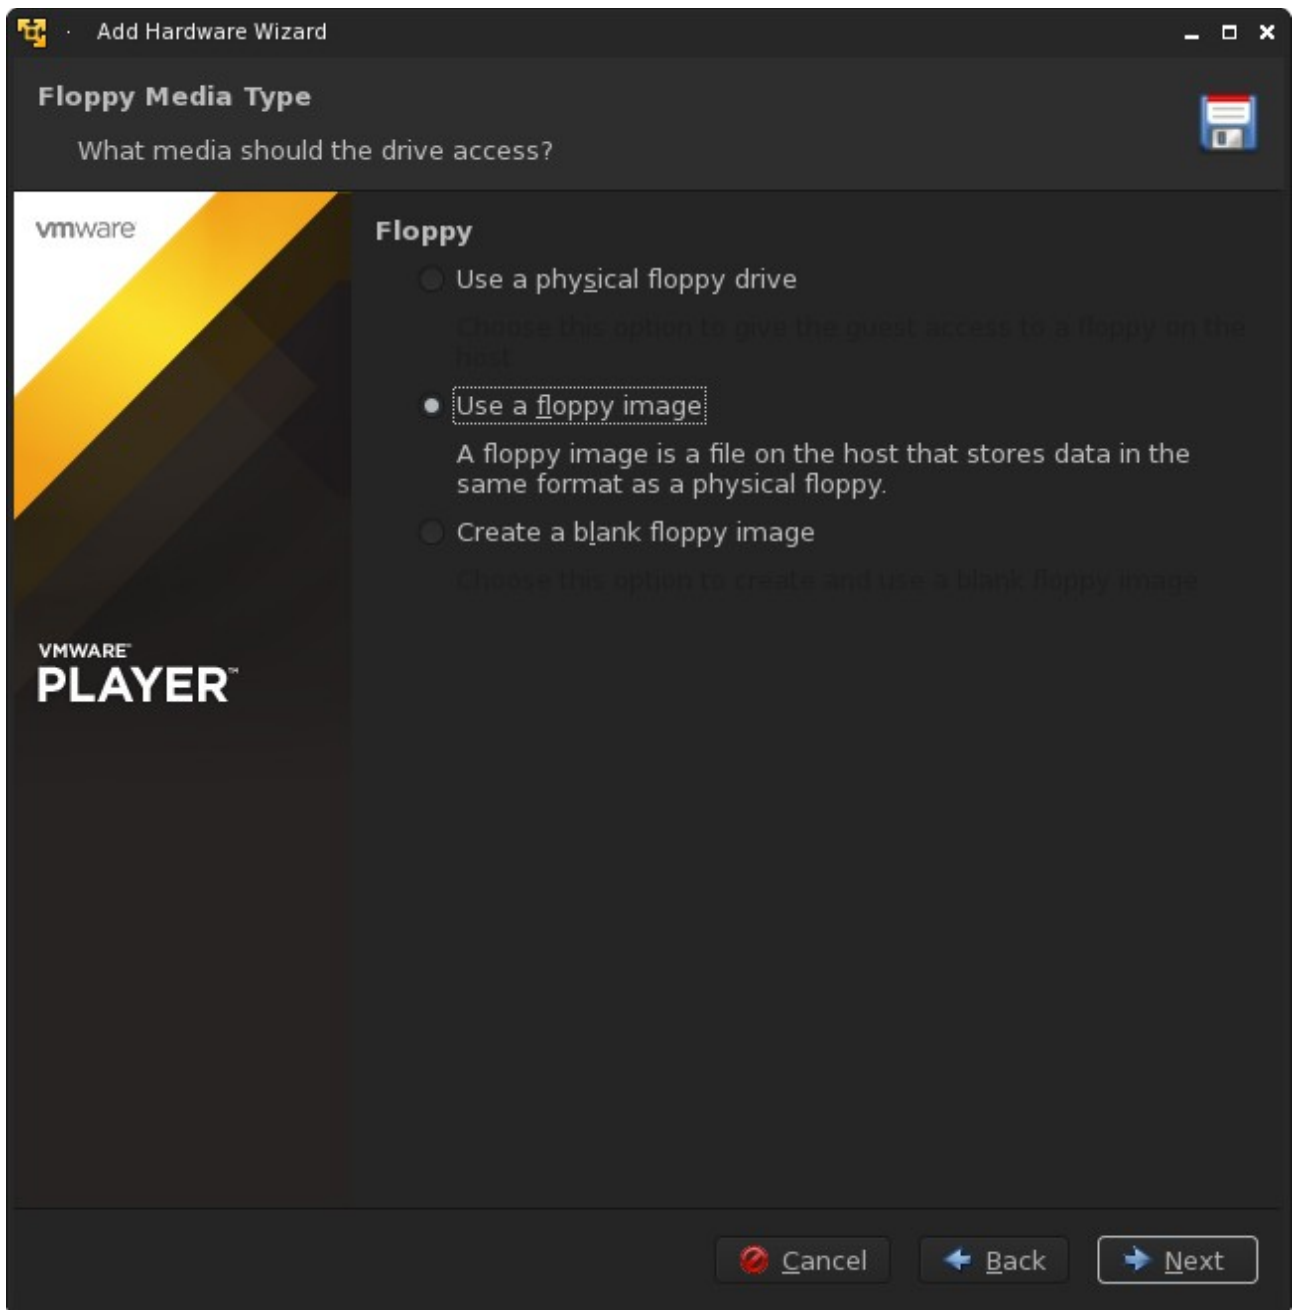 Add Hardware Wizard
Floppy Media Type
What media should the drive access?
vmware
Floppy
Use a physical floppy drive
Choose this option to give the guest access to a floppy on the
host
Use a floppy image
A floppy image is a file on the host that stores data in the
same format as a physical floppy.
Create a blank floppy image
Choose this option to create and use a blank floppy image
VMWARE™
PLAYER™
Cancel
Back
Next